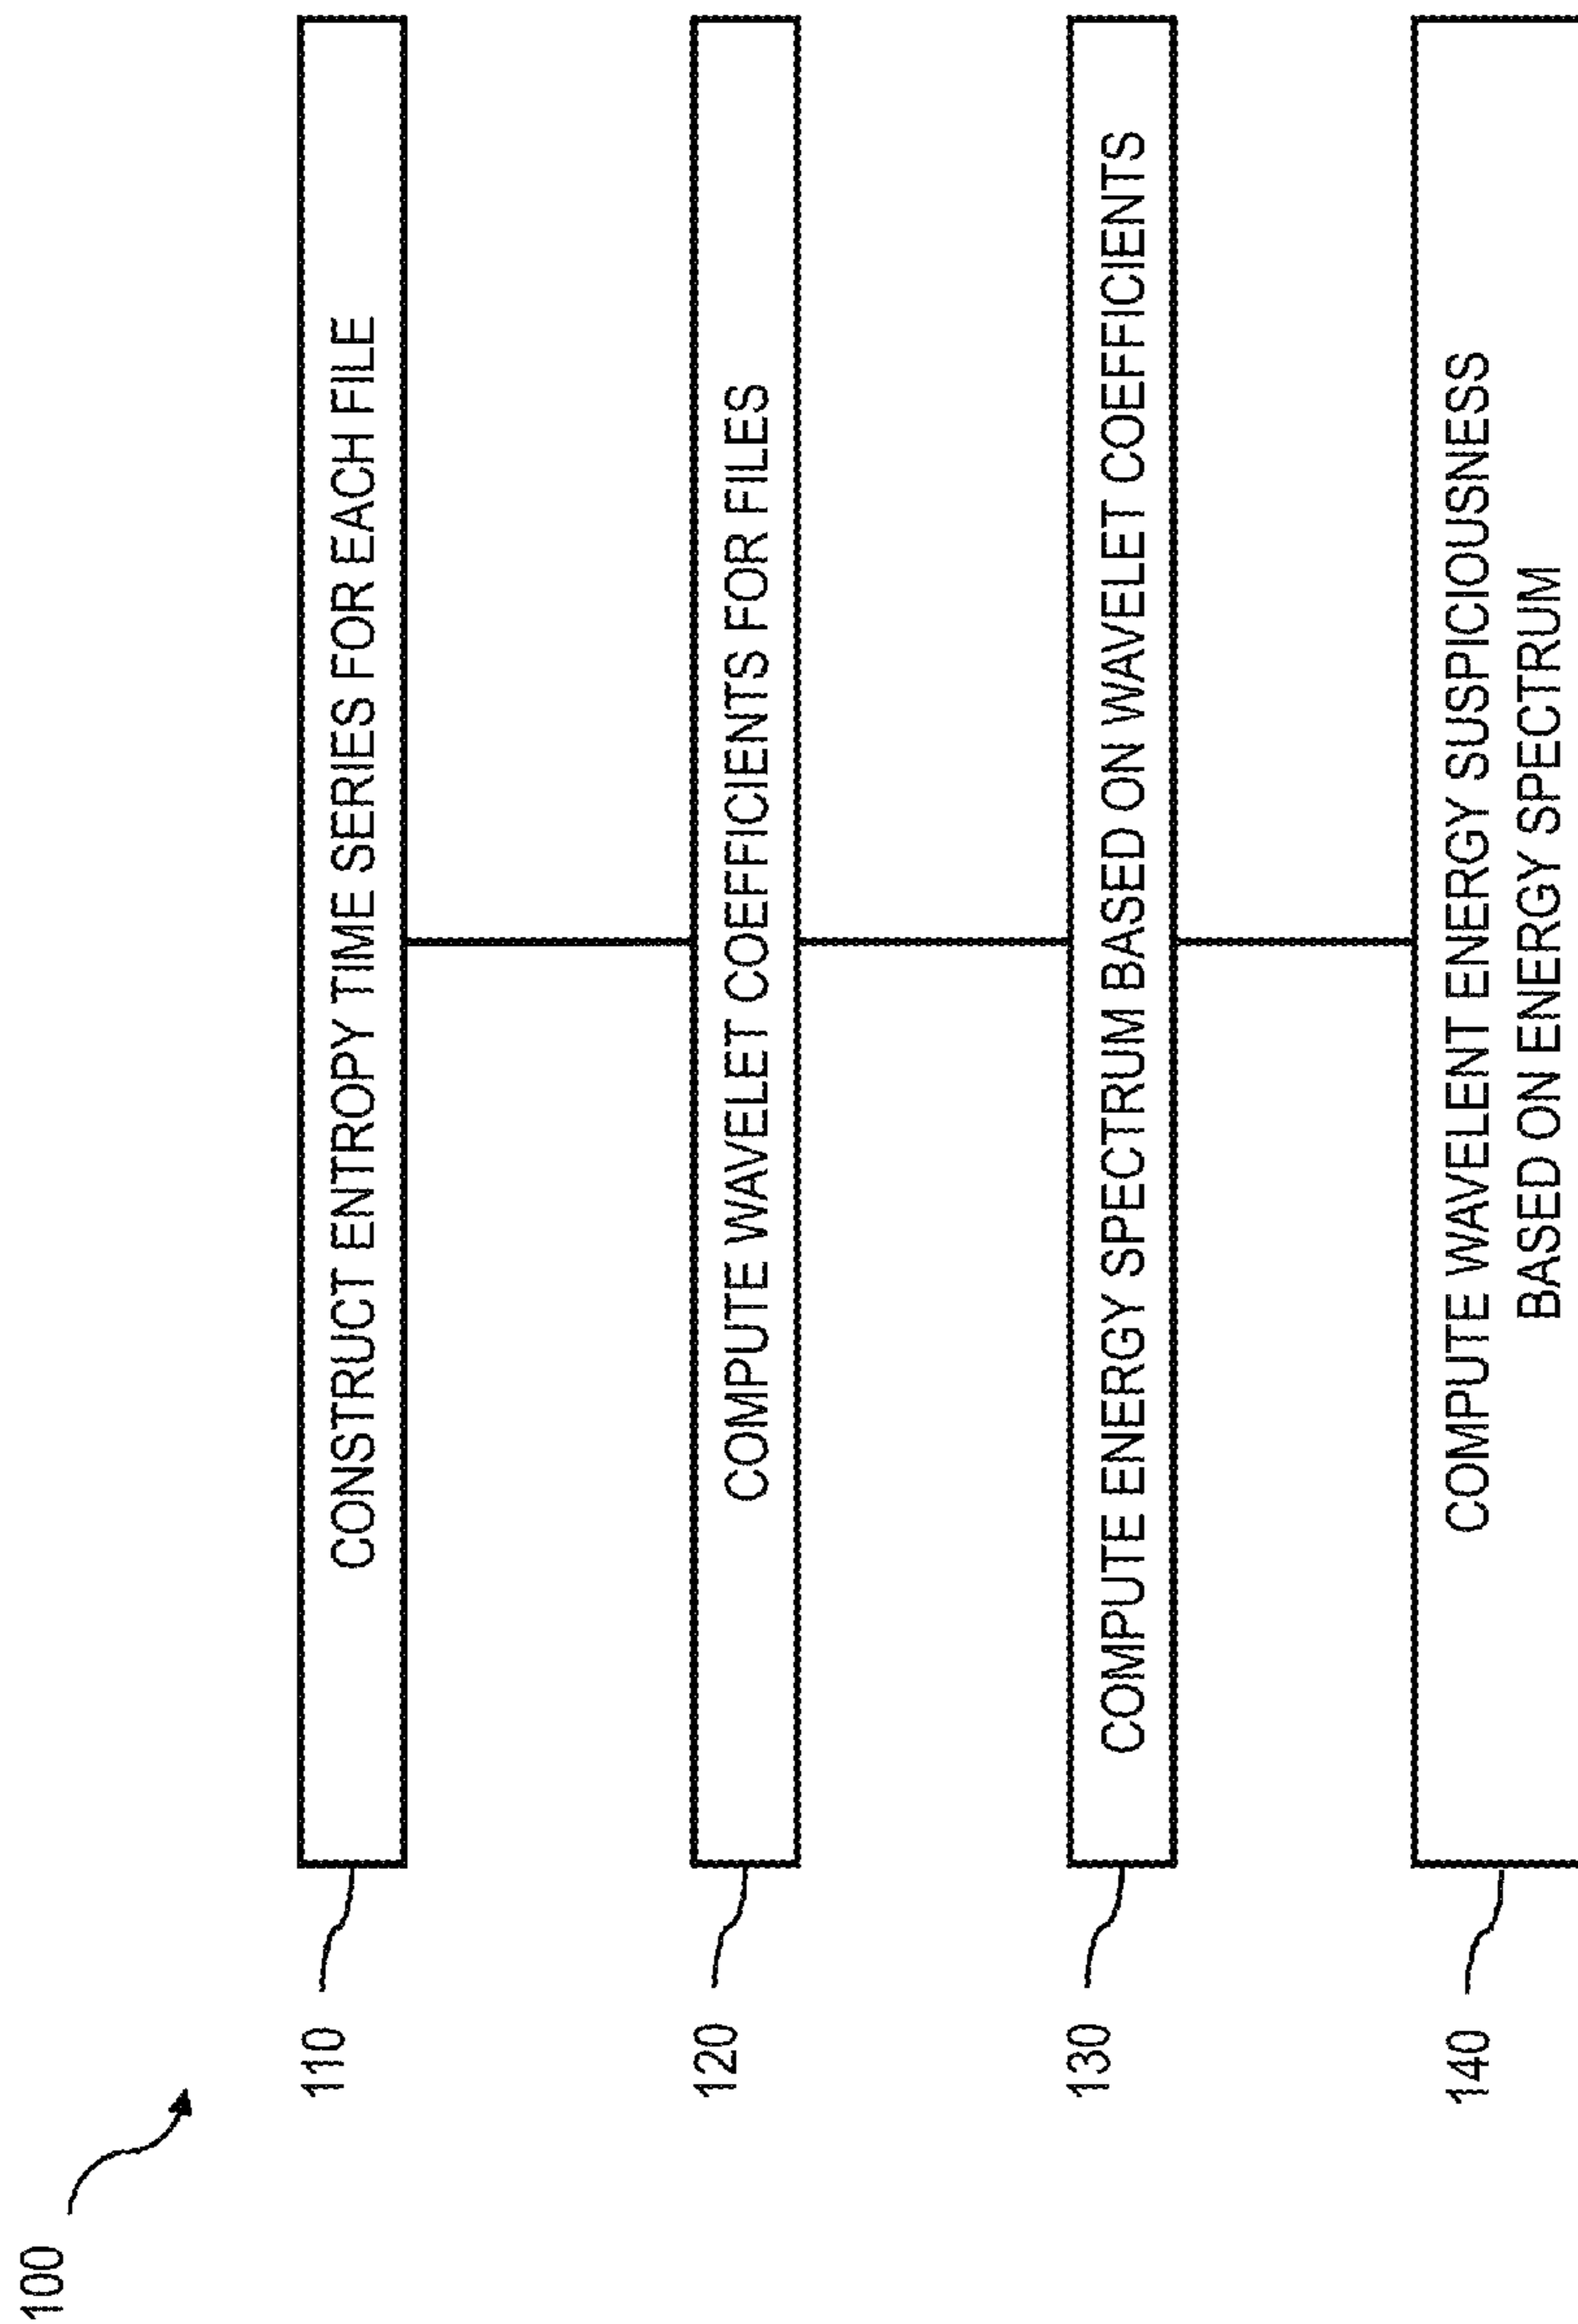 100
110
CONSTRUCT ENTROPY TIME SERIES FOR EACH FILE
120
COMPUTE WAVELET COEFFICIENTS FOR FILES
130
COMPUTE ENERGY SPECTRUM BASED ON WAVELET COEFFICIENTS
140
COMPUTE WAVELENT ENERGY SUSPICIOUSNESS
BASED ON ENERGY SPECTRUM